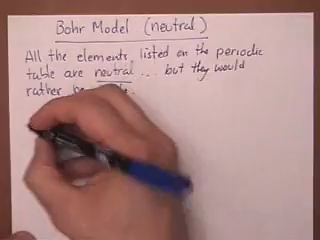 Bohr Model (neutral)
All the elements listed on the periodic
table are neutral ... but they would
rather be